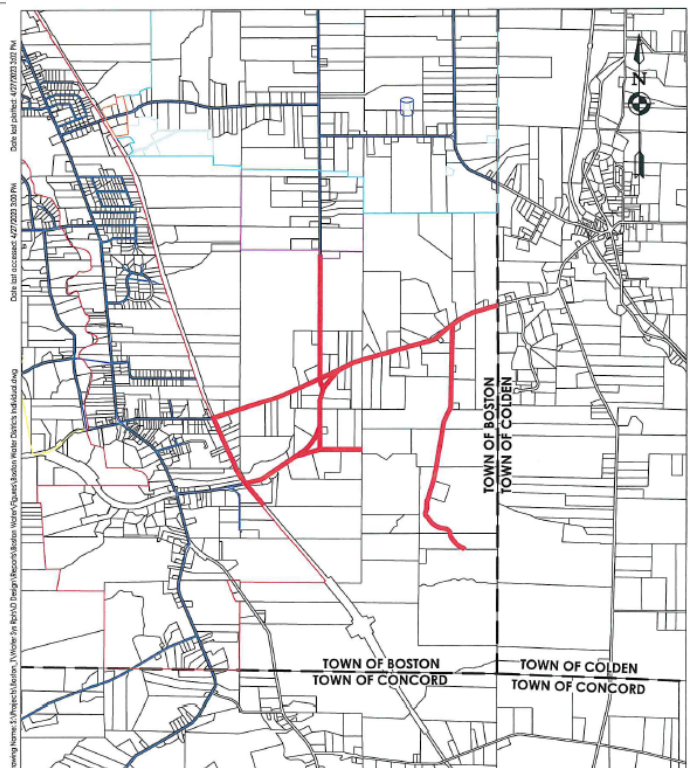 Date last plotted: 4/27/2023 3:02 PM
Date last accessed: 4/27/2023 3:00 PM
N
TOWN OF BOSTON
TOWN OF COLDEN
TOWN OF BOSTON
TOWN OF CONCORD
TOWN OF COLDEN
TOWN OF CONCORD